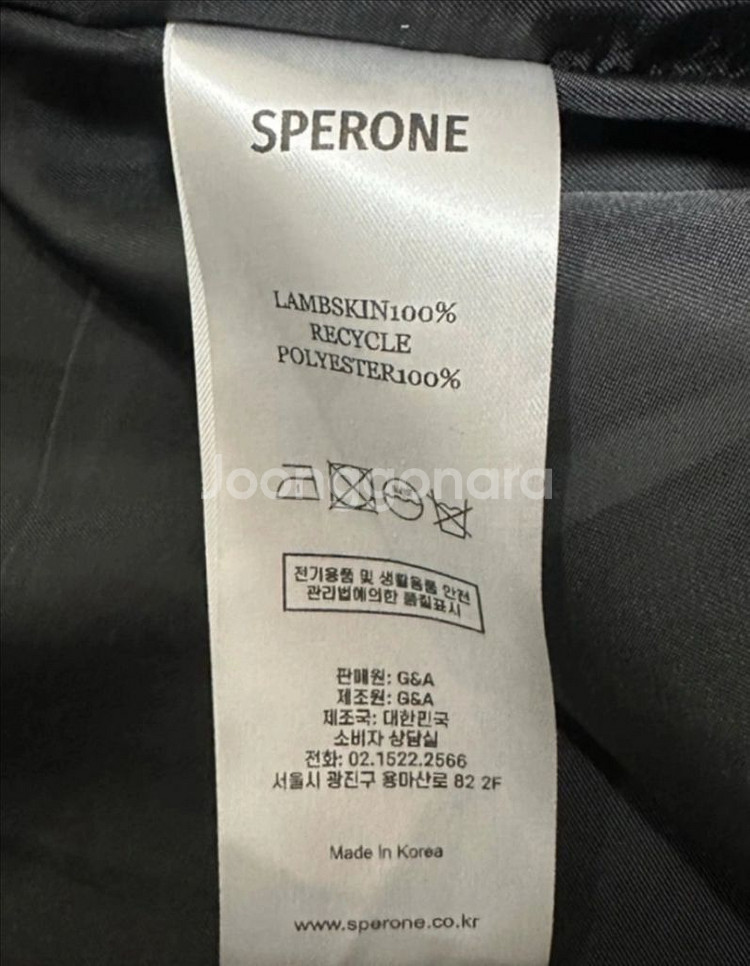 SPERONE
LAMBSKIN100%
RECYCLE
POLYESTER100%
Joongonara
전기용품 및 생활용품 안전
관리법에의한 품질표시
판매원: G&A
제조원: G&A
제조국: 대한민국
소비자 상담실
전화: 02.1522.2566
서울시 광진구 용마산로 82 2F
Made In Korea
www.sperone.co.kr